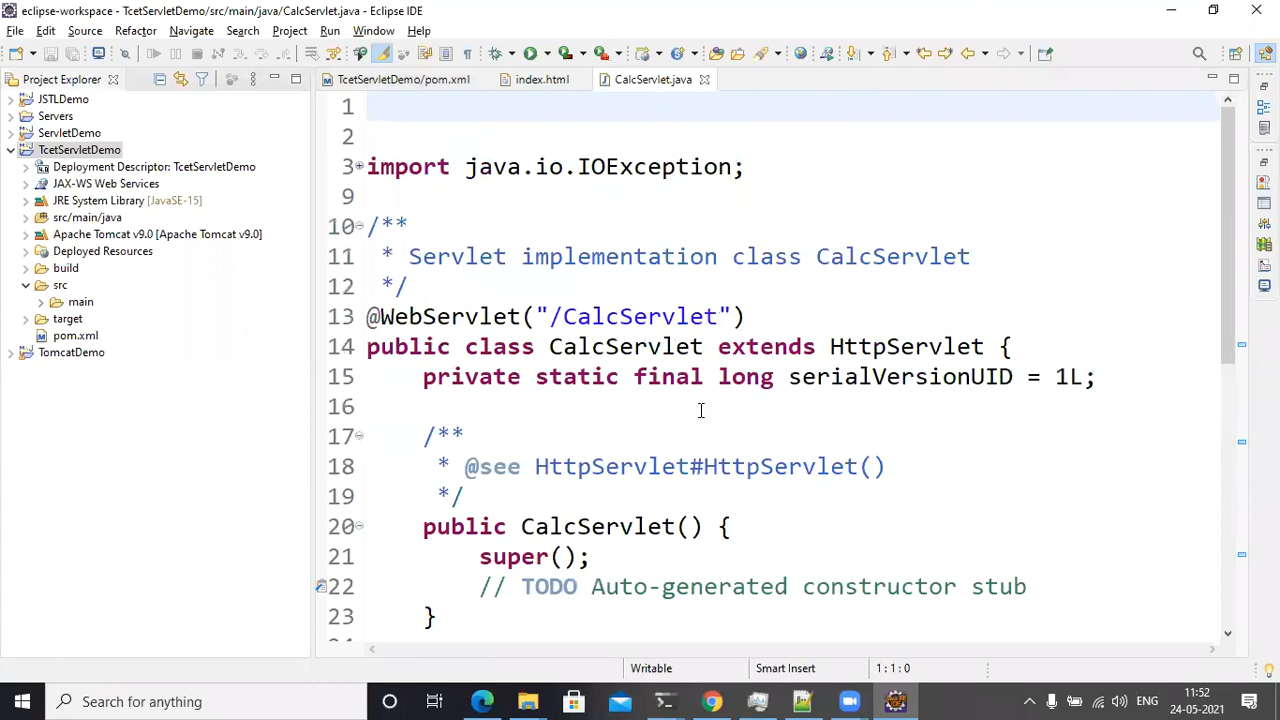 eclipse-workspace - TcetServletDemo/src/main/java/CalcServlet.java - Eclipse IDE
File Edit Source Refactor Navigate Search Project Run Window Help
Project Explorer
TcetServletDemo/pom.xml
index.html
CalcServlet.java
JSTLDemo
Servers
ServletDemo
TcetServletDemo
Deployment Descriptor: TcetServletDemo
JAX-WS Web Services
JRE System Library [JavaSE-15]
src/main/java
Apache Tomcat v9.0 [Apache Tomcat v9.0]
Deployed Resources
build
src
main
target
pom.xml
TomcatDemo
1
2
3 import java.io.IOException;
9
10 /**
11 * Servlet implementation class CalcServlet
12 */
13 @WebServlet("/CalcServlet")
14 public class CalcServlet extends HttpServlet {
15 private static final long serialVersionUID = 1L;
16
17 /**
18 * @see HttpServlet#HttpServlet()
19 */
20 public CalcServlet() {
21 super();
22 // TODO Auto-generated constructor stub
23 }
Writable
Smart Insert
1 : 1 : 0
Search for anything
ENG
11:52
24-05-2021